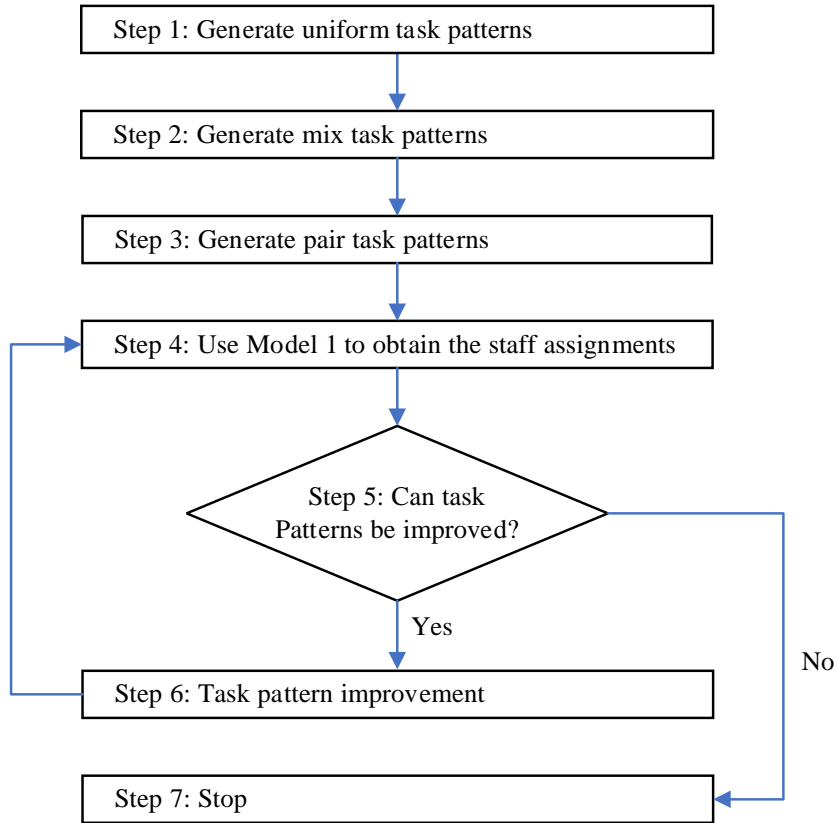 Step 1: Generate uniform task patterns
Step 2: Generate mix task patterns
Step 3: Generate pair task patterns
Step 4: Use Model 1 to obtain the staff assignments
Step 5: Can task
Patterns be improved?
Yes
No
Step 6: Task pattern improvement
Step 7: Stop